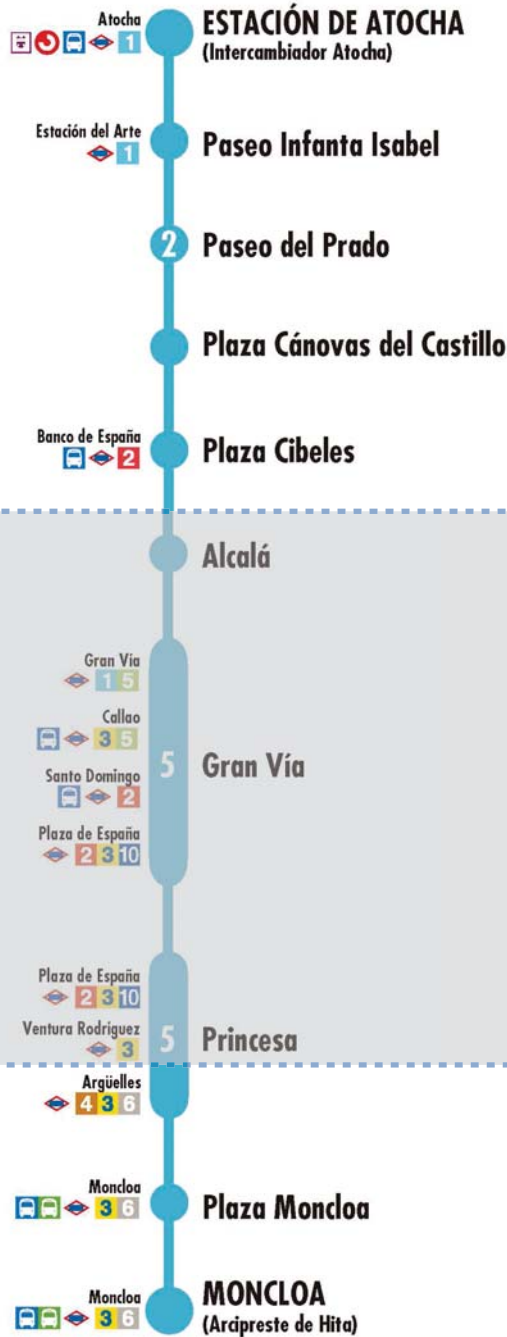 Atocha
1
ESTACIÓN DE ATOCHA
(Intercambiador Atocha)
Estación del Arte
1
Paseo Infanta Isabel
2
Paseo del Prado
Plaza Cánovas del Castillo
Banco de España
2
Plaza Cibeles
Alcalá
Gran Via
1 5
Callao
3 5
5
Gran Vía
Santo Domingo
2
Plaza de España
2 3 10
Plaza de España
2 3 10
Ventura Rodriguez
3
5
Princesa
Argüelles
4 3 6
Moncloa
3 6
Plaza Moncloa
Moncloa
3 6
MONCLOA
(Arcipreste de Hita)